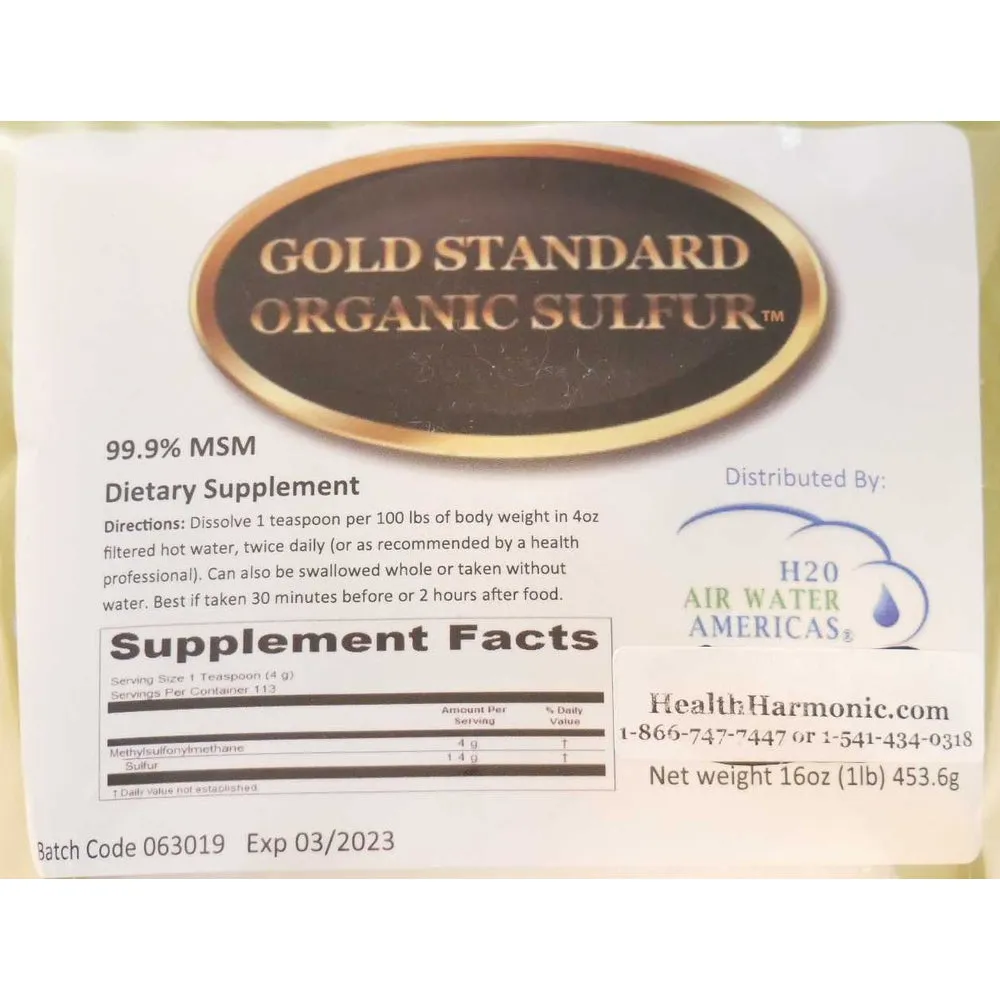 GOLD STANDARD
ORGANIC SULFUR™
99.9% MSM
Dietary Supplement
Directions: Dissolve 1 teaspoon per 100 lbs of body weight in 4oz
filtered hot water, twice daily (or as recommended by a health
professional). Can also be swallowed whole or taken without
water. Best if taken 30 minutes before or 2 hours after food.
Supplement Facts
Serving Size 1 Teaspoon (4 g)
Servings Per Container 113
Amount Per
Serving
% Daily
Value
Methylsulfonylmethane 4 g †
Sulfur 1 4 g †
† Daily Value not established.
Batch Code 063019 Exp 03/2023
Distributed By:
H20
AIR WATER
AMERICAS®
HealthHarmonic.com
1-866-747-7447 or 1-541-434-0318
Net weight 16oz (1lb) 453.6g